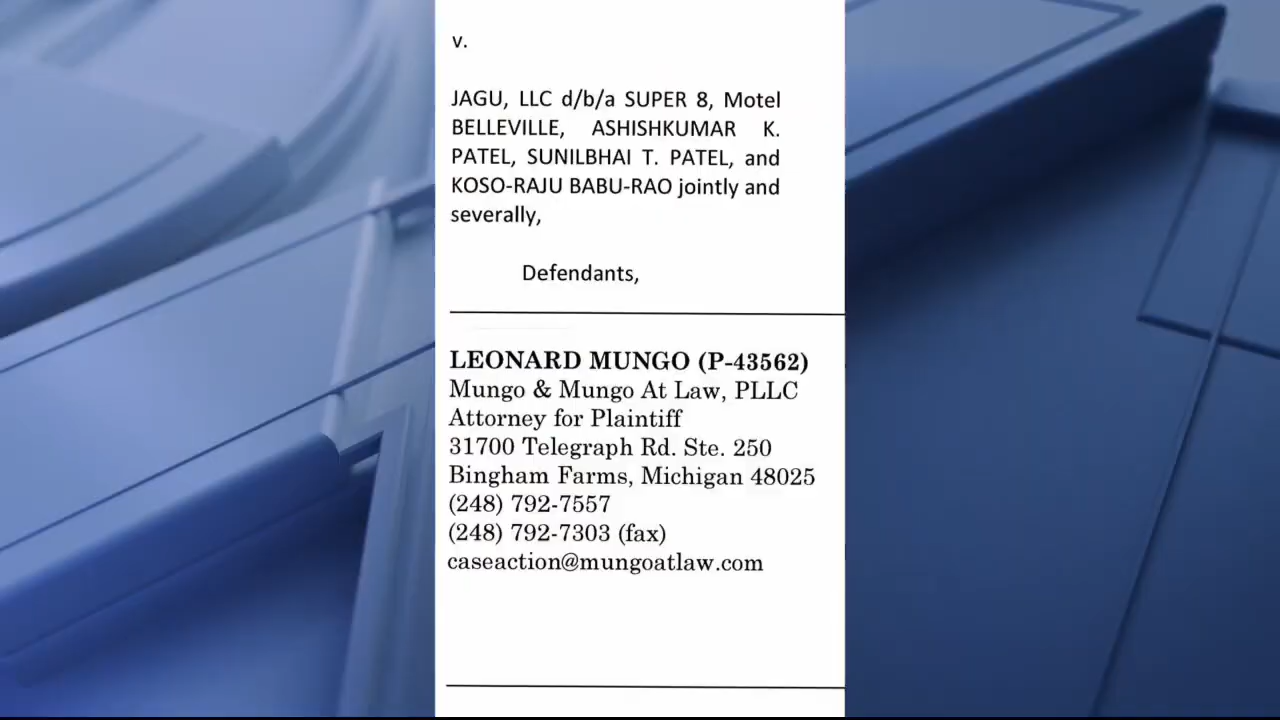 v.
JAGU, LLC d/b/a SUPER 8, Motel
BELLEVILLE, ASHISHKUMAR K.
PATEL, SUNILBHAI T. PATEL, and
KOSO-RAJU BABU-RAO jointly and
severally,
Defendants,
LEONARD MUNGO (P-43562)
Mungo & Mungo At Law, PLLC
Attorney for Plaintiff
31700 Telegraph Rd. Ste. 250
Bingham Farms, Michigan 48025
(248) 792-7557
(248) 792-7303 (fax)
caseaction@mungoatlaw.com